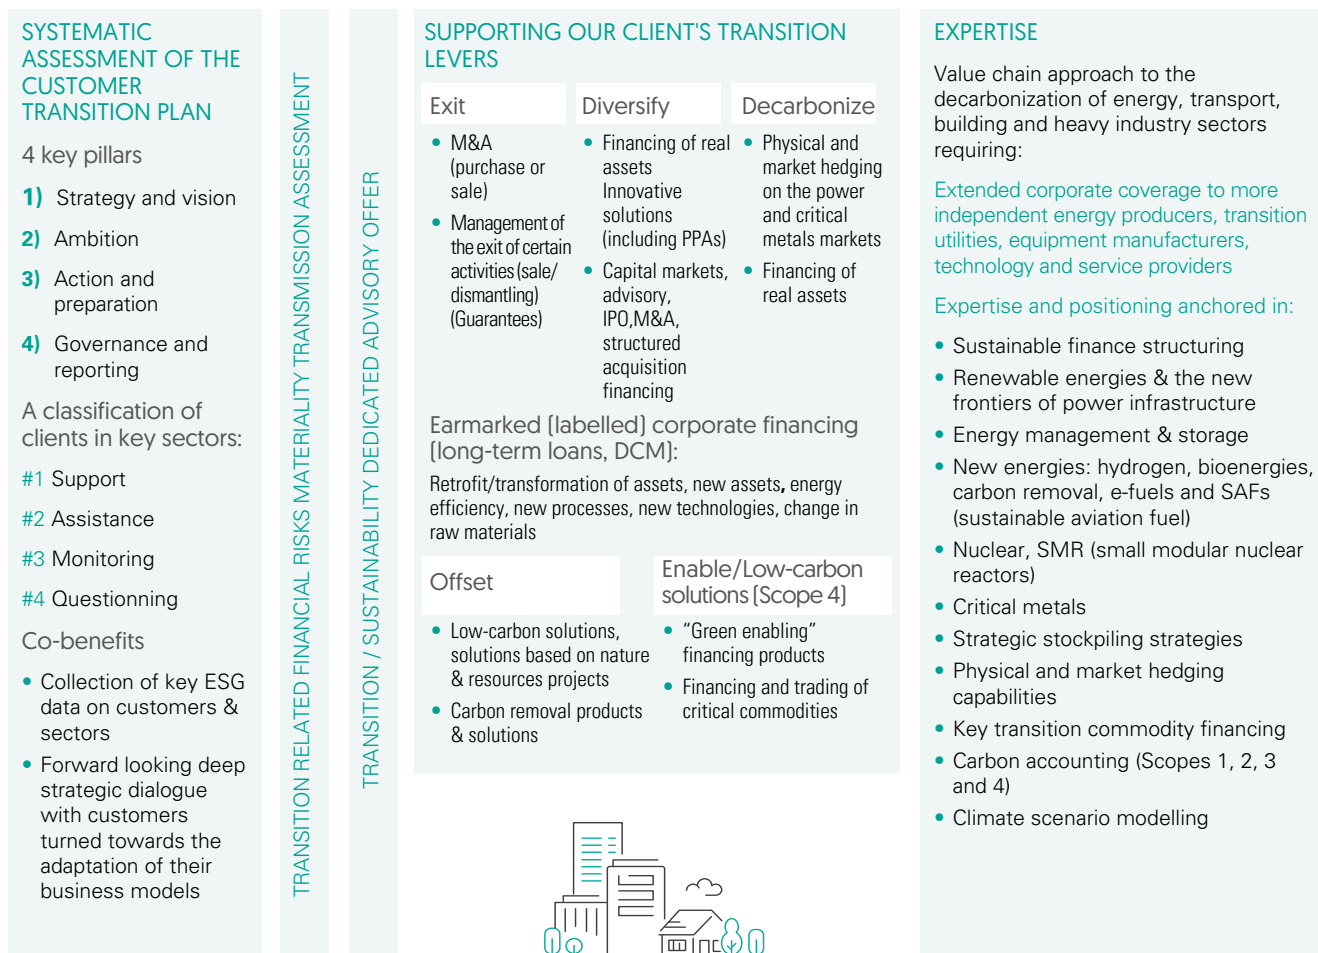 SYSTEMATIC
ASSESSMENT OF THE
CUSTOMER
TRANSITION PLAN
4 key pillars
1) Strategy and vision
2) Ambition
3) Action and
preparation
4) Governance and
reporting
A classification of
clients in key sectors:
#1 Support
#2 Assistance
#3 Monitoring
#4 Questionning
Co-benefits
• Collection of key ESG
data on customers &
sectors
• Forward looking deep
strategic dialogue
with customers
turned towards the
adaptation of their
business models
TRANSITION RELATED FINANCIAL RISKS MATERIALITY TRANSMISSION ASSESSMENT
TRANSITION / SUSTAINABILITY DEDICATED ADVISORY OFFER
SUPPORTING OUR CLIENT'S TRANSITION
LEVERS
Exit
• M&A
(purchase or
sale)
• Management of
the exit of certain
activities (sale/
dismantling)
(Guarantees)
Diversify
• Financing of real
assets
Innovative
solutions
(including PPAs)
• Capital markets,
advisory,
IPO,M&A,
structured
acquisition
financing
Decarbonize
• Physical and
market hedging
on the power
and critical
metals markets
• Financing of
real assets
Earmarked (labelled) corporate financing
(long-term loans, DCM):
Retrofit/transformation of assets, new assets, energy
efficiency, new processes, new technologies, change in
raw materials
Offset
• Low-carbon solutions,
solutions based on nature
& resources projects
• Carbon removal products
& solutions
Enable/Low-carbon
solutions (Scope 4)
• “Green enabling”
financing products
• Financing and trading of
critical commodities
EXPERTISE
Value chain approach to the
decarbonization of energy, transport,
building and heavy industry sectors
requiring:
Extended corporate coverage to more
independent energy producers, transition
utilities, equipment manufacturers,
technology and service providers
Expertise and positioning anchored in:
• Sustainable finance structuring
• Renewable energies & the new
frontiers of power infrastructure
• Energy management & storage
• New energies: hydrogen, bioenergies,
carbon removal, e-fuels and SAFs
(sustainable aviation fuel)
• Nuclear, SMR (small modular nuclear
reactors)
• Critical metals
• Strategic stockpiling strategies
• Physical and market hedging
capabilities
• Key transition commodity financing
• Carbon accounting (Scopes 1, 2, 3
and 4)
• Climate scenario modelling